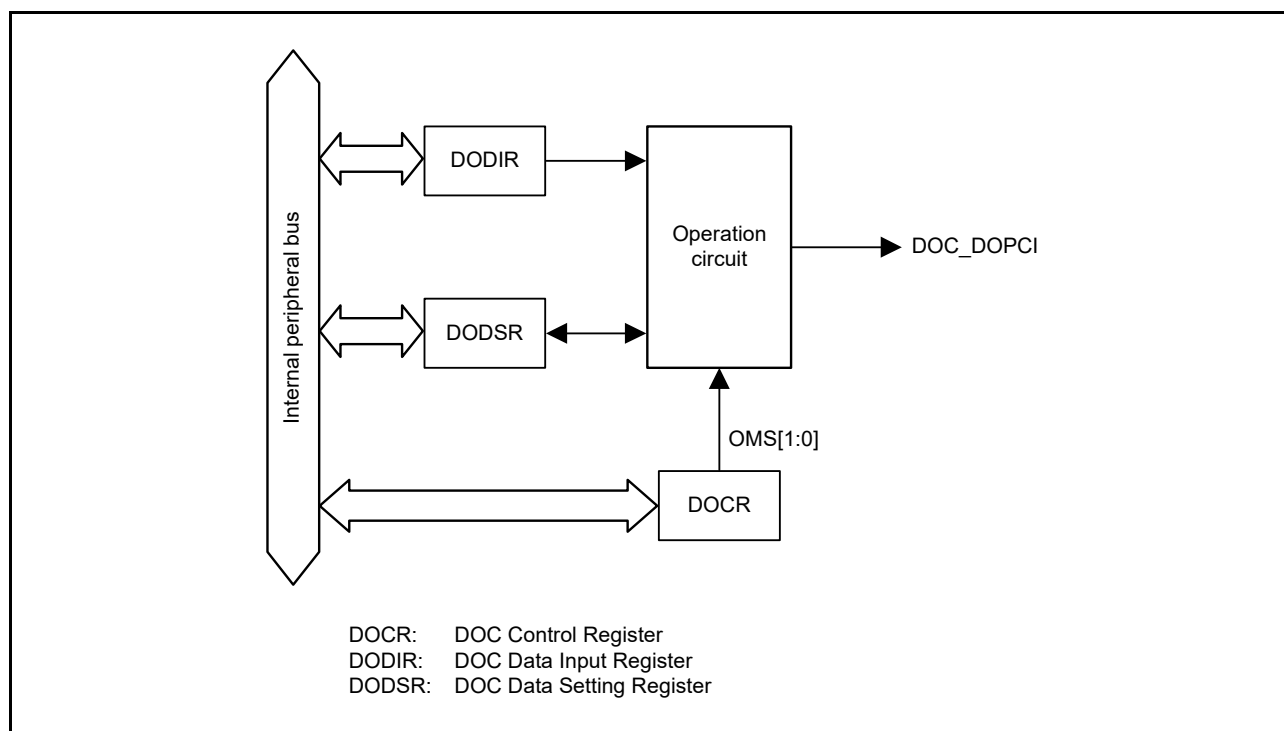 Internal peripheral bus
DODIR
DODSR
Operation
circuit
DOC_DOPCI
OMS[1:0]
DOCR
DOCR: DOC Control Register
DODIR: DOC Data Input Register
DODSR: DOC Data Setting Register